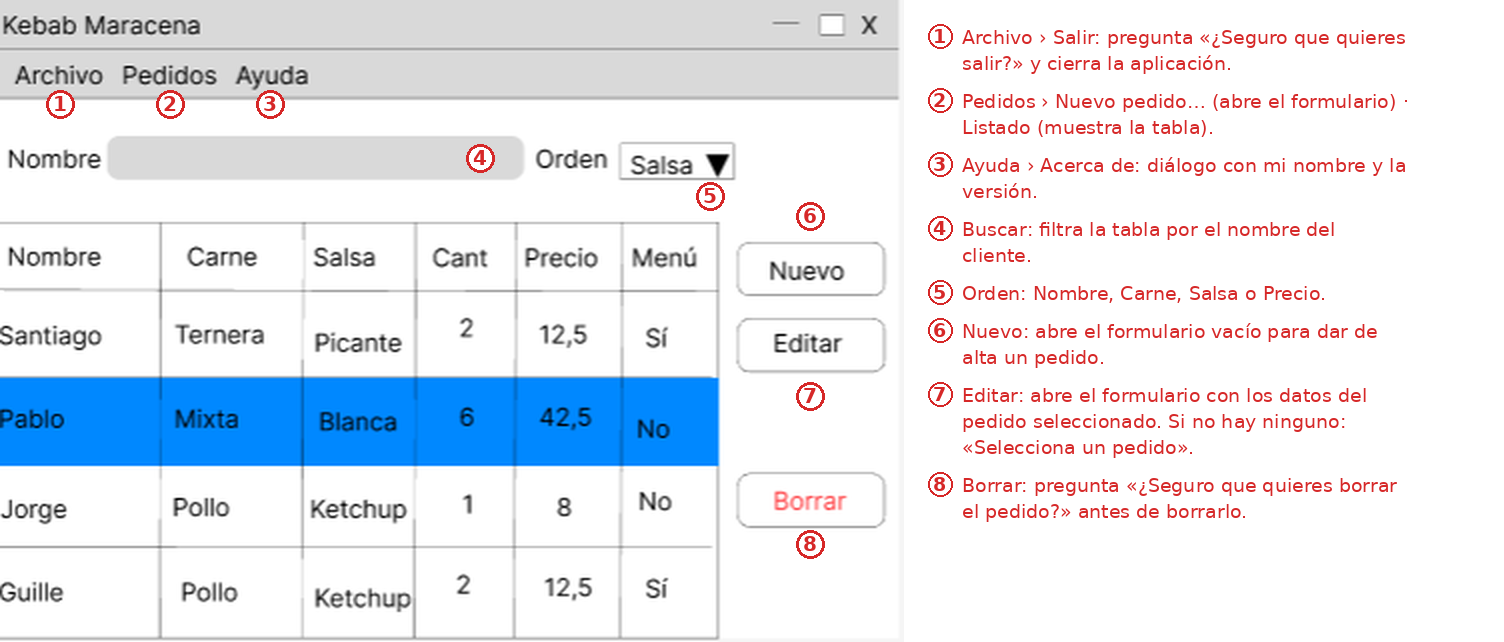 Kebab Maracena — X
Archivo Pedidos Ayuda
① ② ③
Nombre ④ Orden Salsa ▼
⑤
⑥
Nombre Carne Salsa Cant Precio Menú
Nuevo
Santiago Ternera Picante 2 12,5 Sí
Editar
⑦
Pablo Mixta Blanca 6 42,5 No
Jorge Pollo Ketchup 1 8 No
Borrar
⑧
Guille Pollo Ketchup 2 12,5 Sí
① Archivo › Salir: pregunta «¿Seguro que quieres
salir?» y cierra la aplicación.
② Pedidos › Nuevo pedido... (abre el formulario) ·
Listado (muestra la tabla).
③ Ayuda › Acerca de: diálogo con mi nombre y la
versión.
④ Buscar: filtra la tabla por el nombre del
cliente.
⑤ Orden: Nombre, Carne, Salsa o Precio.
⑥ Nuevo: abre el formulario vacío para dar de
alta un pedido.
⑦ Editar: abre el formulario con los datos del
pedido seleccionado. Si no hay ninguno:
«Selecciona un pedido».
⑧ Borrar: pregunta «¿Seguro que quieres borrar
el pedido?» antes de borrarlo.